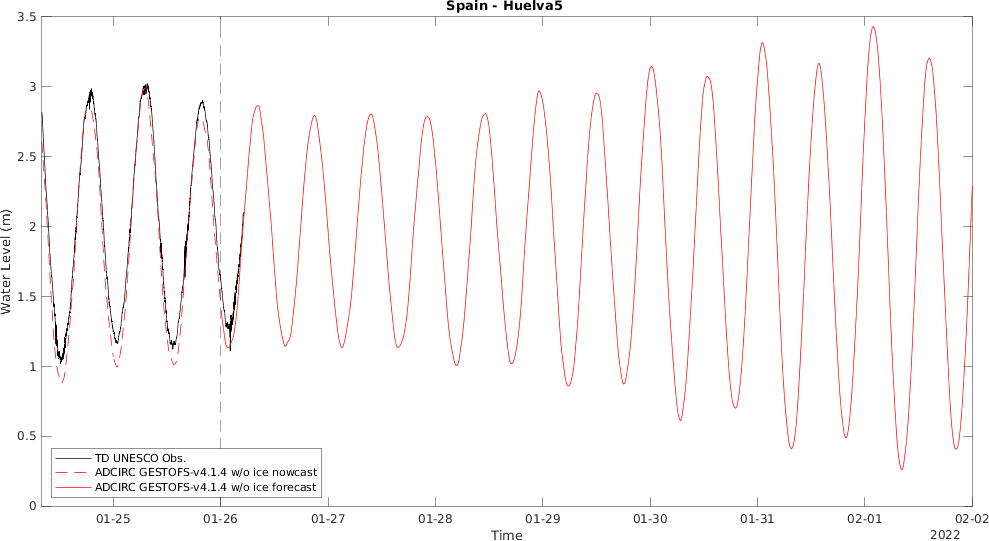 Spain - Huelva5
3.5
3
2.5
2
1.5
1
0.5
0
Water Level (m)
TD UNESCO Obs.
ADCIRC GESTOFS-v4.1.4 w/o ice nowcast
ADCIRC GESTOFS-v4.1.4 w/o ice forecast
01-25 01-26 01-27 01-28 01-29 01-30 01-31 02-01 02-02
Time
2022